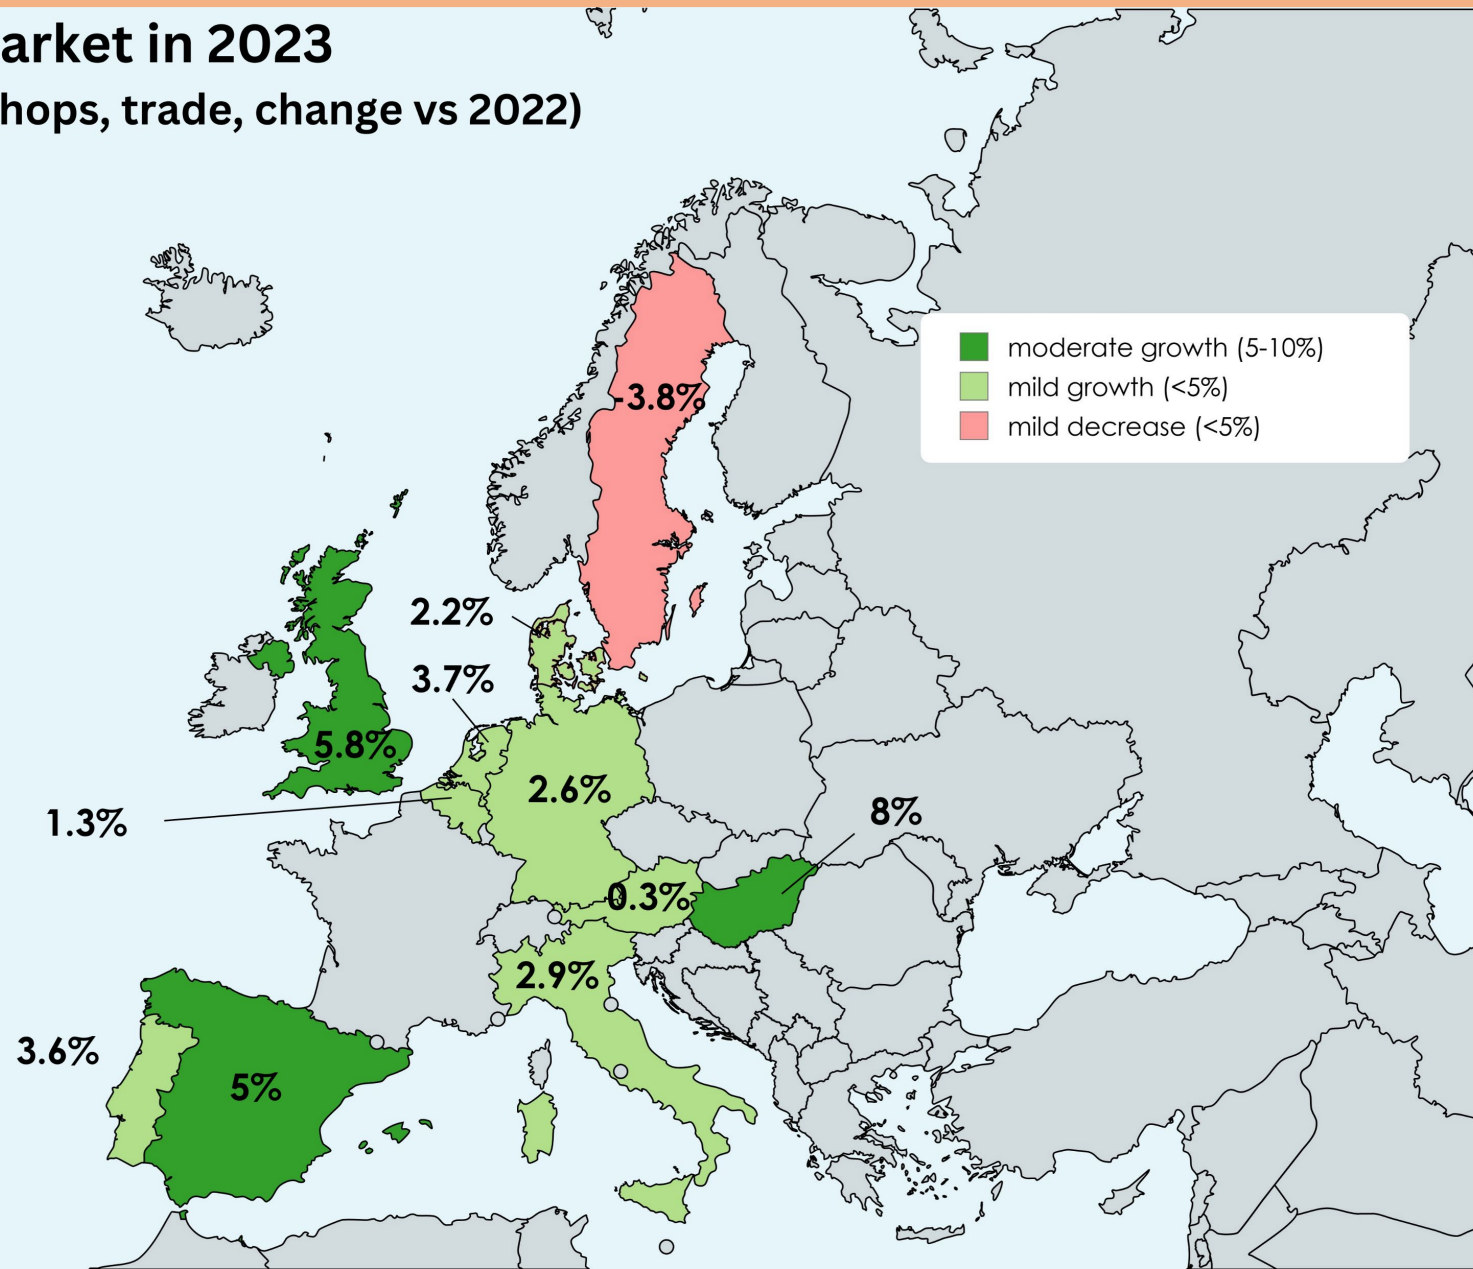 arket in 2023
hops, trade, change vs 2022)
moderate growth (5-10%)
mild growth (<5%)
mild decrease (<5%)
-3.8%
2.2%
3.7%
5.8%
2.6%
1.3%
8%
0.3%
2.9%
3.6%
5%